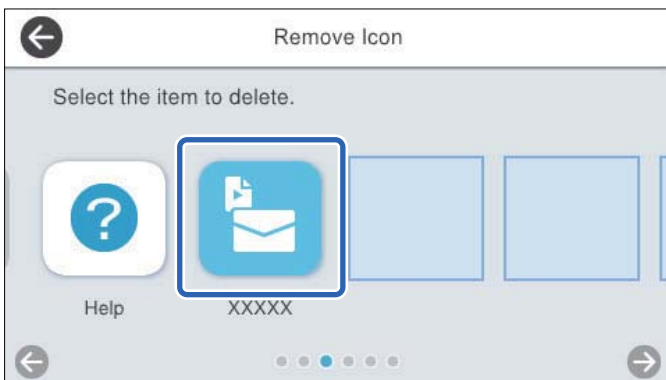 Remove Icon
Select the item to delete.
?
Help
XXXXX